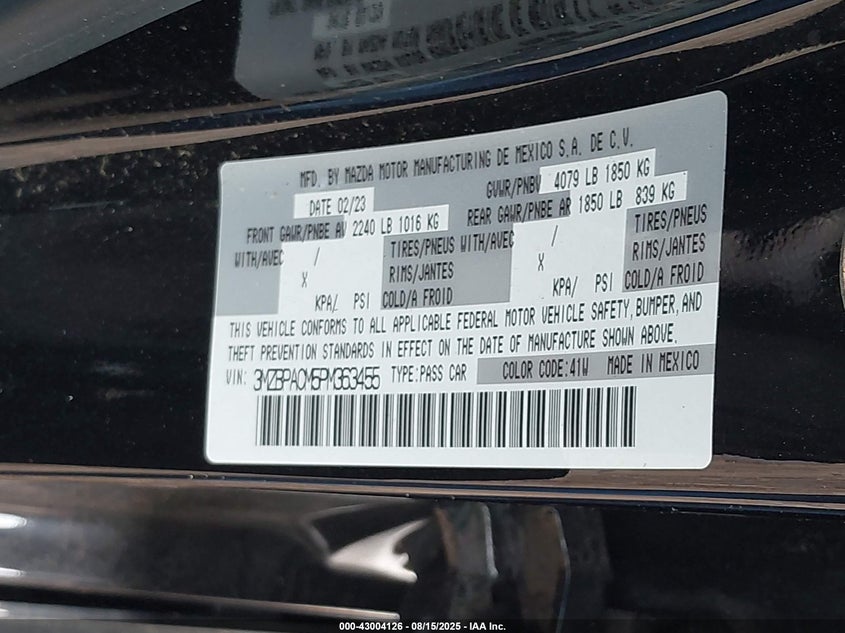 MFD. BY MAZDA MOTOR MANUFACTURING DE MEXICO S.A. DE C.V.
DATE 02/23 GVWR/PNBV 4079 LB 1850 KG
FRONT GAWR/PNBE AV 2240 LB 1016 KG REAR GAWR/PNBE AR 1850 LB 839 KG
WITH/AVEC / TIRES/PNEUS WITH/AVEC / TIRES/PNEUS
X RIMS/JANTES X RIMS/JANTES
KPA/ PSI COLD/A FROID KPA/ PSI COLD/A FROID
THIS VEHICLE CONFORMS TO ALL APPLICABLE FEDERAL MOTOR VEHICLE SAFETY, BUMPER, AND
THEFT PREVENTION STANDARDS IN EFFECT ON THE DATE OF MANUFACTURE SHOWN ABOVE.
VIN: 3MZBPACM5PM363455 TYPE:PASS CAR COLOR CODE:41W MADE IN MEXICO
000-43004126 - 08/15/2025 - IAA Inc.